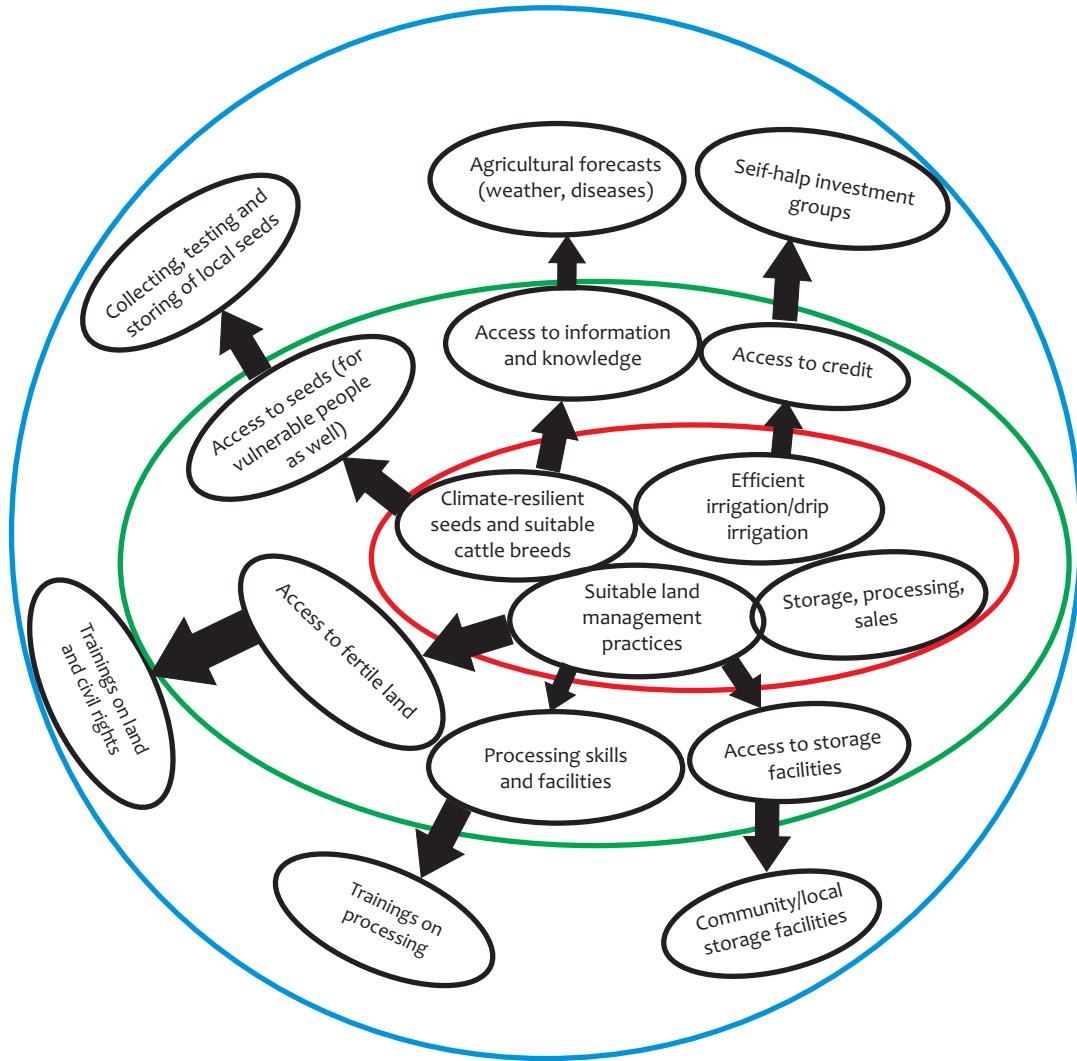 Agricultural forecasts
(weather, diseases)
Seif-halp investment
groups
Collecting, testing and
storing of local seeds
Access to information
and knowledge
Access to credit
Access to seeds (for
vulnerable people
as well)
Climate-resilient
seeds and suitable
cattle breeds
Efficient
irrigation/drip
irrigation
Suitable land
management
practices
Storage, processing,
sales
Access to fertile land
Trainings on land
and civil rights
Processing skills
and facilities
Access to storage
facilities
Trainings on
processing
Community/local
storage facilities